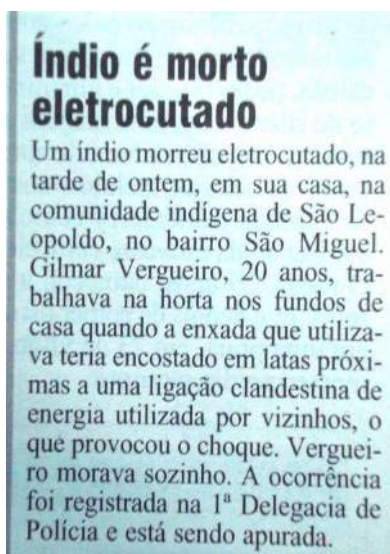 Índio é morto
eletrocutado
Um índio morreu eletrocutado, na
tarde de ontem, em sua casa, na
comunidade indígena de São Le-
opoldo, no bairro São Miguel.
Gilmar Vergueiro, 20 anos, tra-
balhava na horta nos fundos de
casa quando a enxada que utiliza-
va teria encostado em latas próxi-
mas a uma ligação clandestina de
energia utilizada por vizinhos, o
que provocou o choque. Verguei-
ro morava sozinho. A ocorrência
foi registrada na 1ª Delegacia de
Polícia e está sendo apurada.